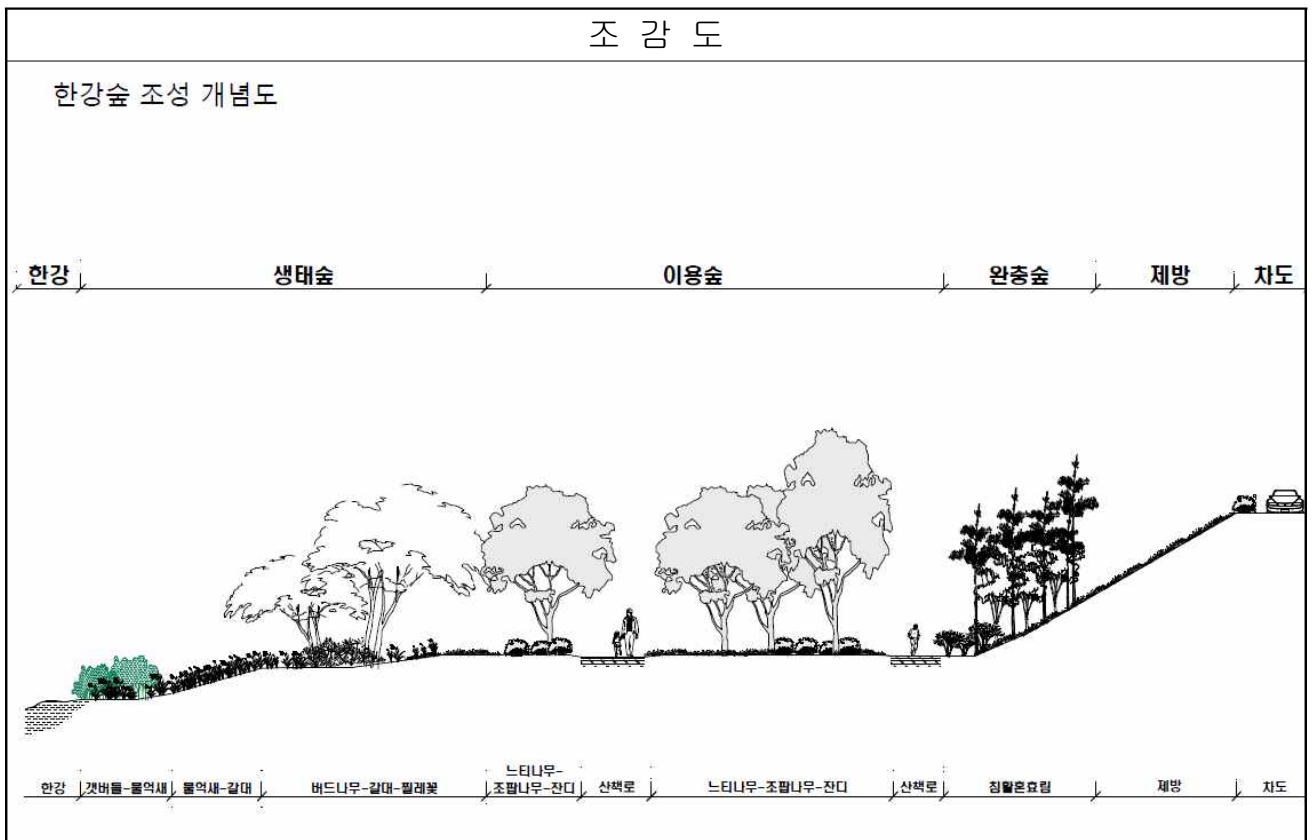 조 감 도
한강숲 조성 개념도
한강 생태숲 이용숲 완충숲 제방 차도
느티나무-
한강 갯버들-물억새 물억새-갈대 버드나무-갈대-찔레꽃 조팝나무-잔디 산책로 느티나무-조팝나무-잔디 산책로 침활혼효림 제방 차도